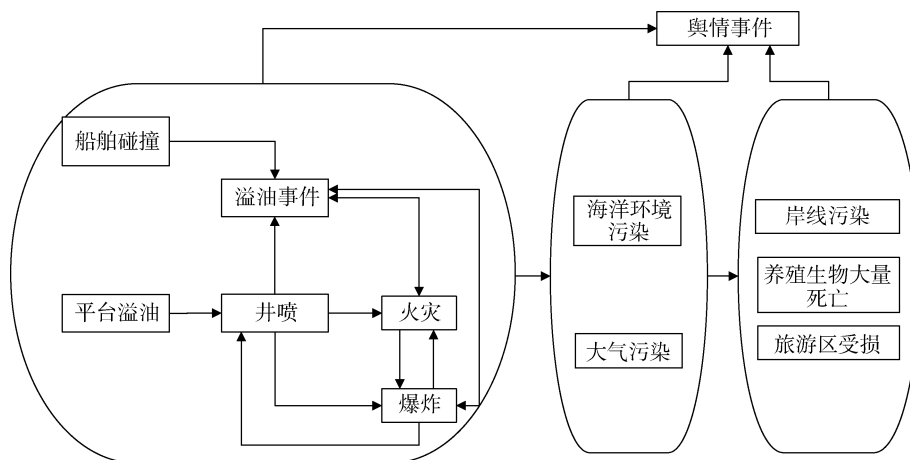 舆情事件
船舶碰撞
溢油事件
平台溢油
井喷
火灾
爆炸
海洋环境
污染
大气污染
岸线污染
养殖生物大量
死亡
旅游区受损